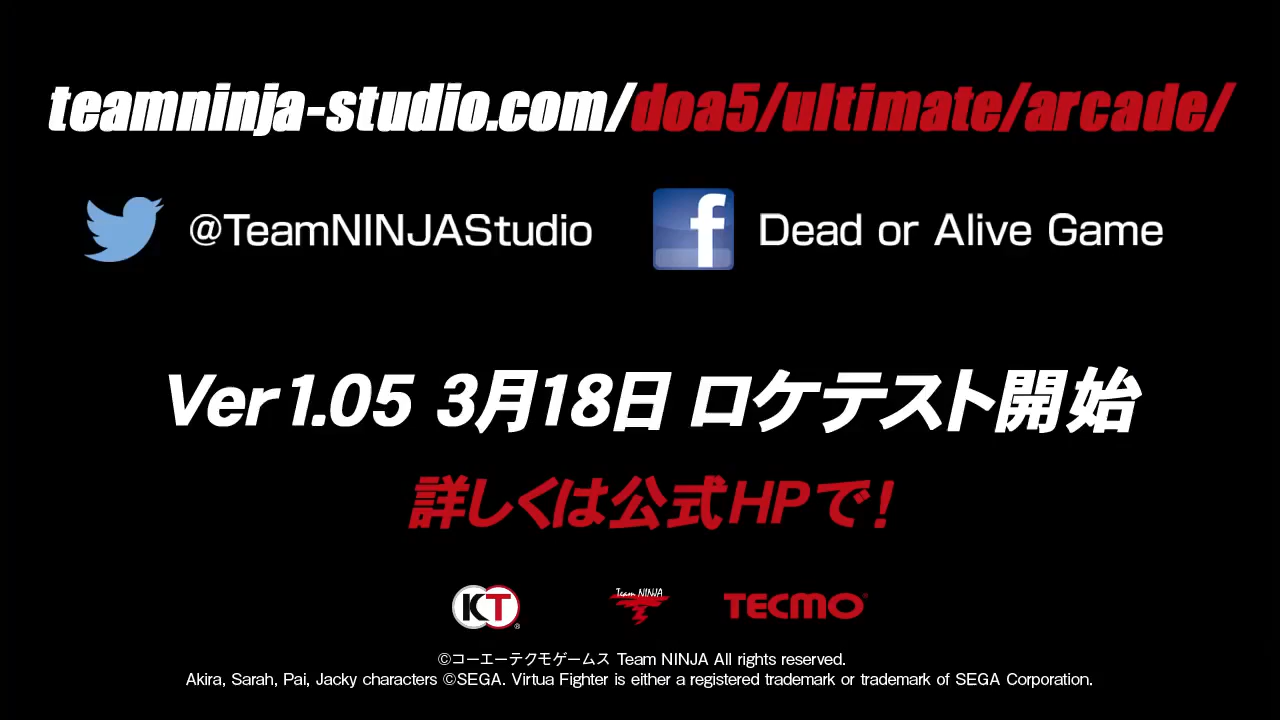 teamninja-studio.com/doa5/ultimate/arcade/
@TeamNINJAStudio
f Dead or Alive Game
Ver1.05 3月18日 ロケテスト開始
詳しくは公式HPで!
KT® Team NINJA TECMO®
©コーエーテクモゲームス Team NINJA All rights reserved.
Akira, Sarah, Pai, Jacky characters ©SEGA. Virtua Fighter is either a registered trademark or trademark of SEGA Corporation.